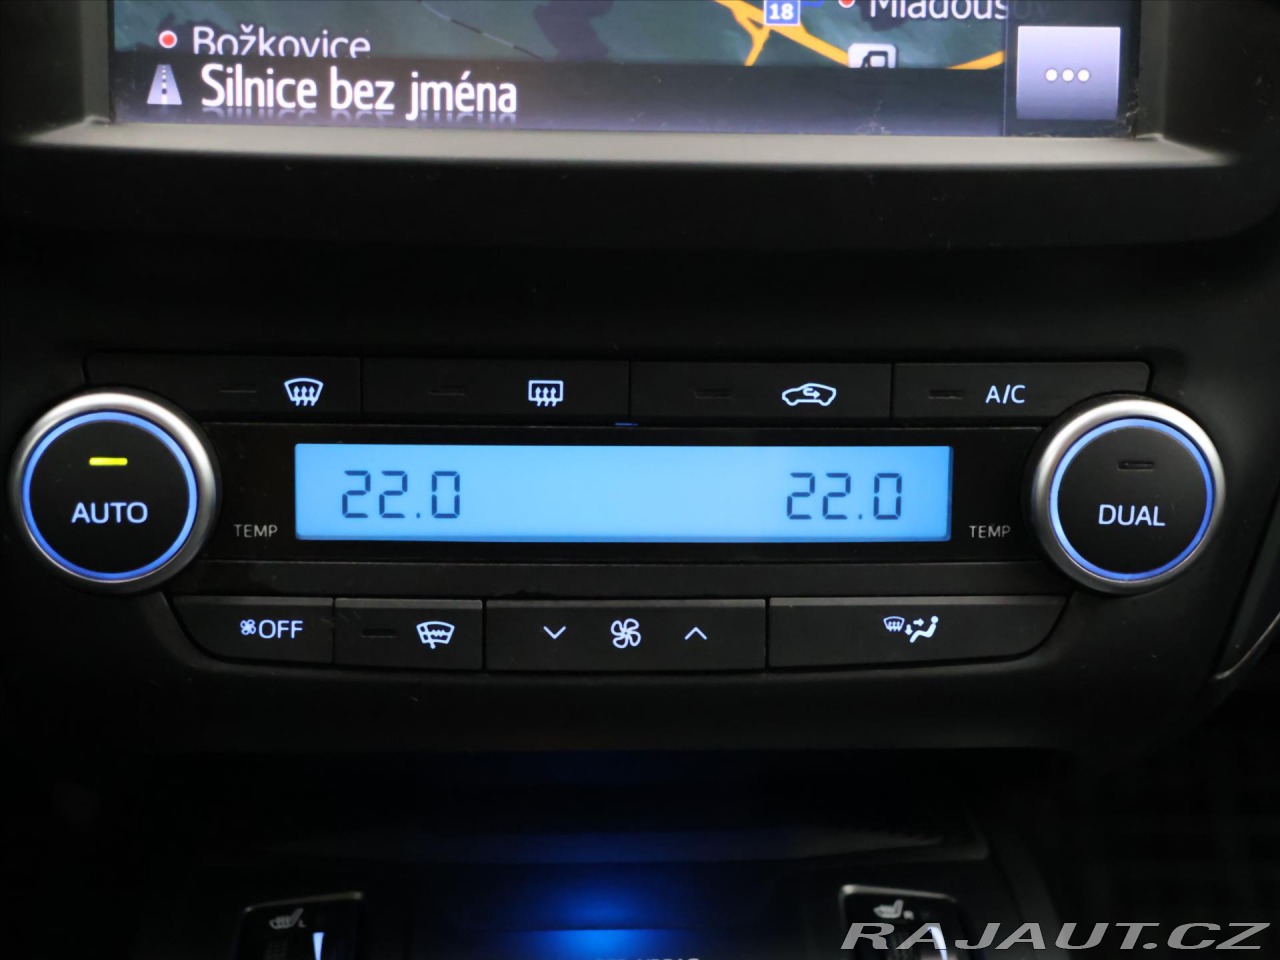 18
Božkovice
Silnice bez jména
A/C
AUTO
TEMP
22.0
22.0
TEMP
DUAL
OFF
L
R
RAJAUT.CZ